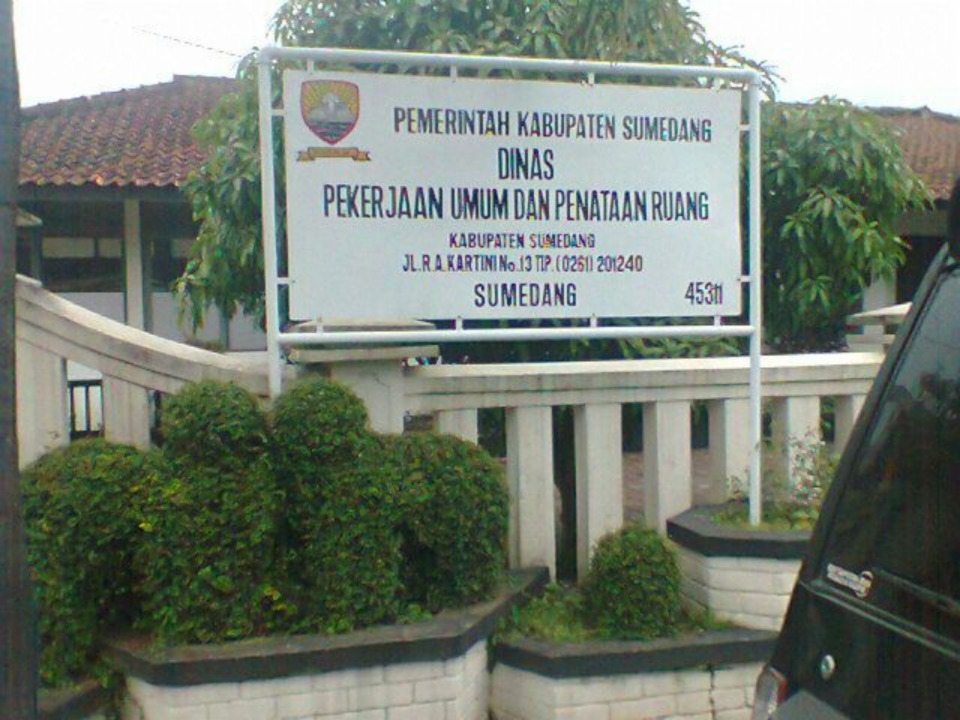 PEMERINTAH KABUPATEN SUMEDANG
DINAS
PEKERJAAN UMUM DAN PENATAAN RUANG
KABUPATEN SUMEDANG
JL.R.A.KARTINI No.13 Tlp.(0261) 201240
SUMEDANG 45311